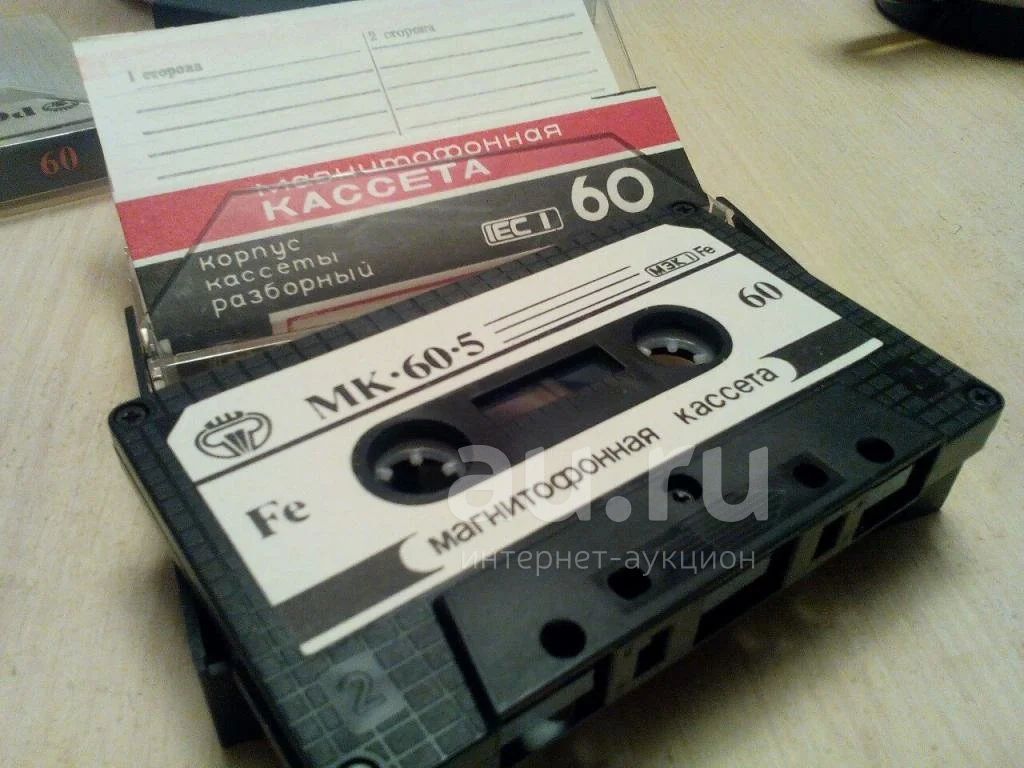 1 сторона
2 сторона
60
магнитофонная
КАССЕТА
корпус
кассеты
разборный
IEC I
60
МК·60·5
МЭК I Fe
60
Fe
магнитофонная кассета
2
au.ru
интернет-аукцион